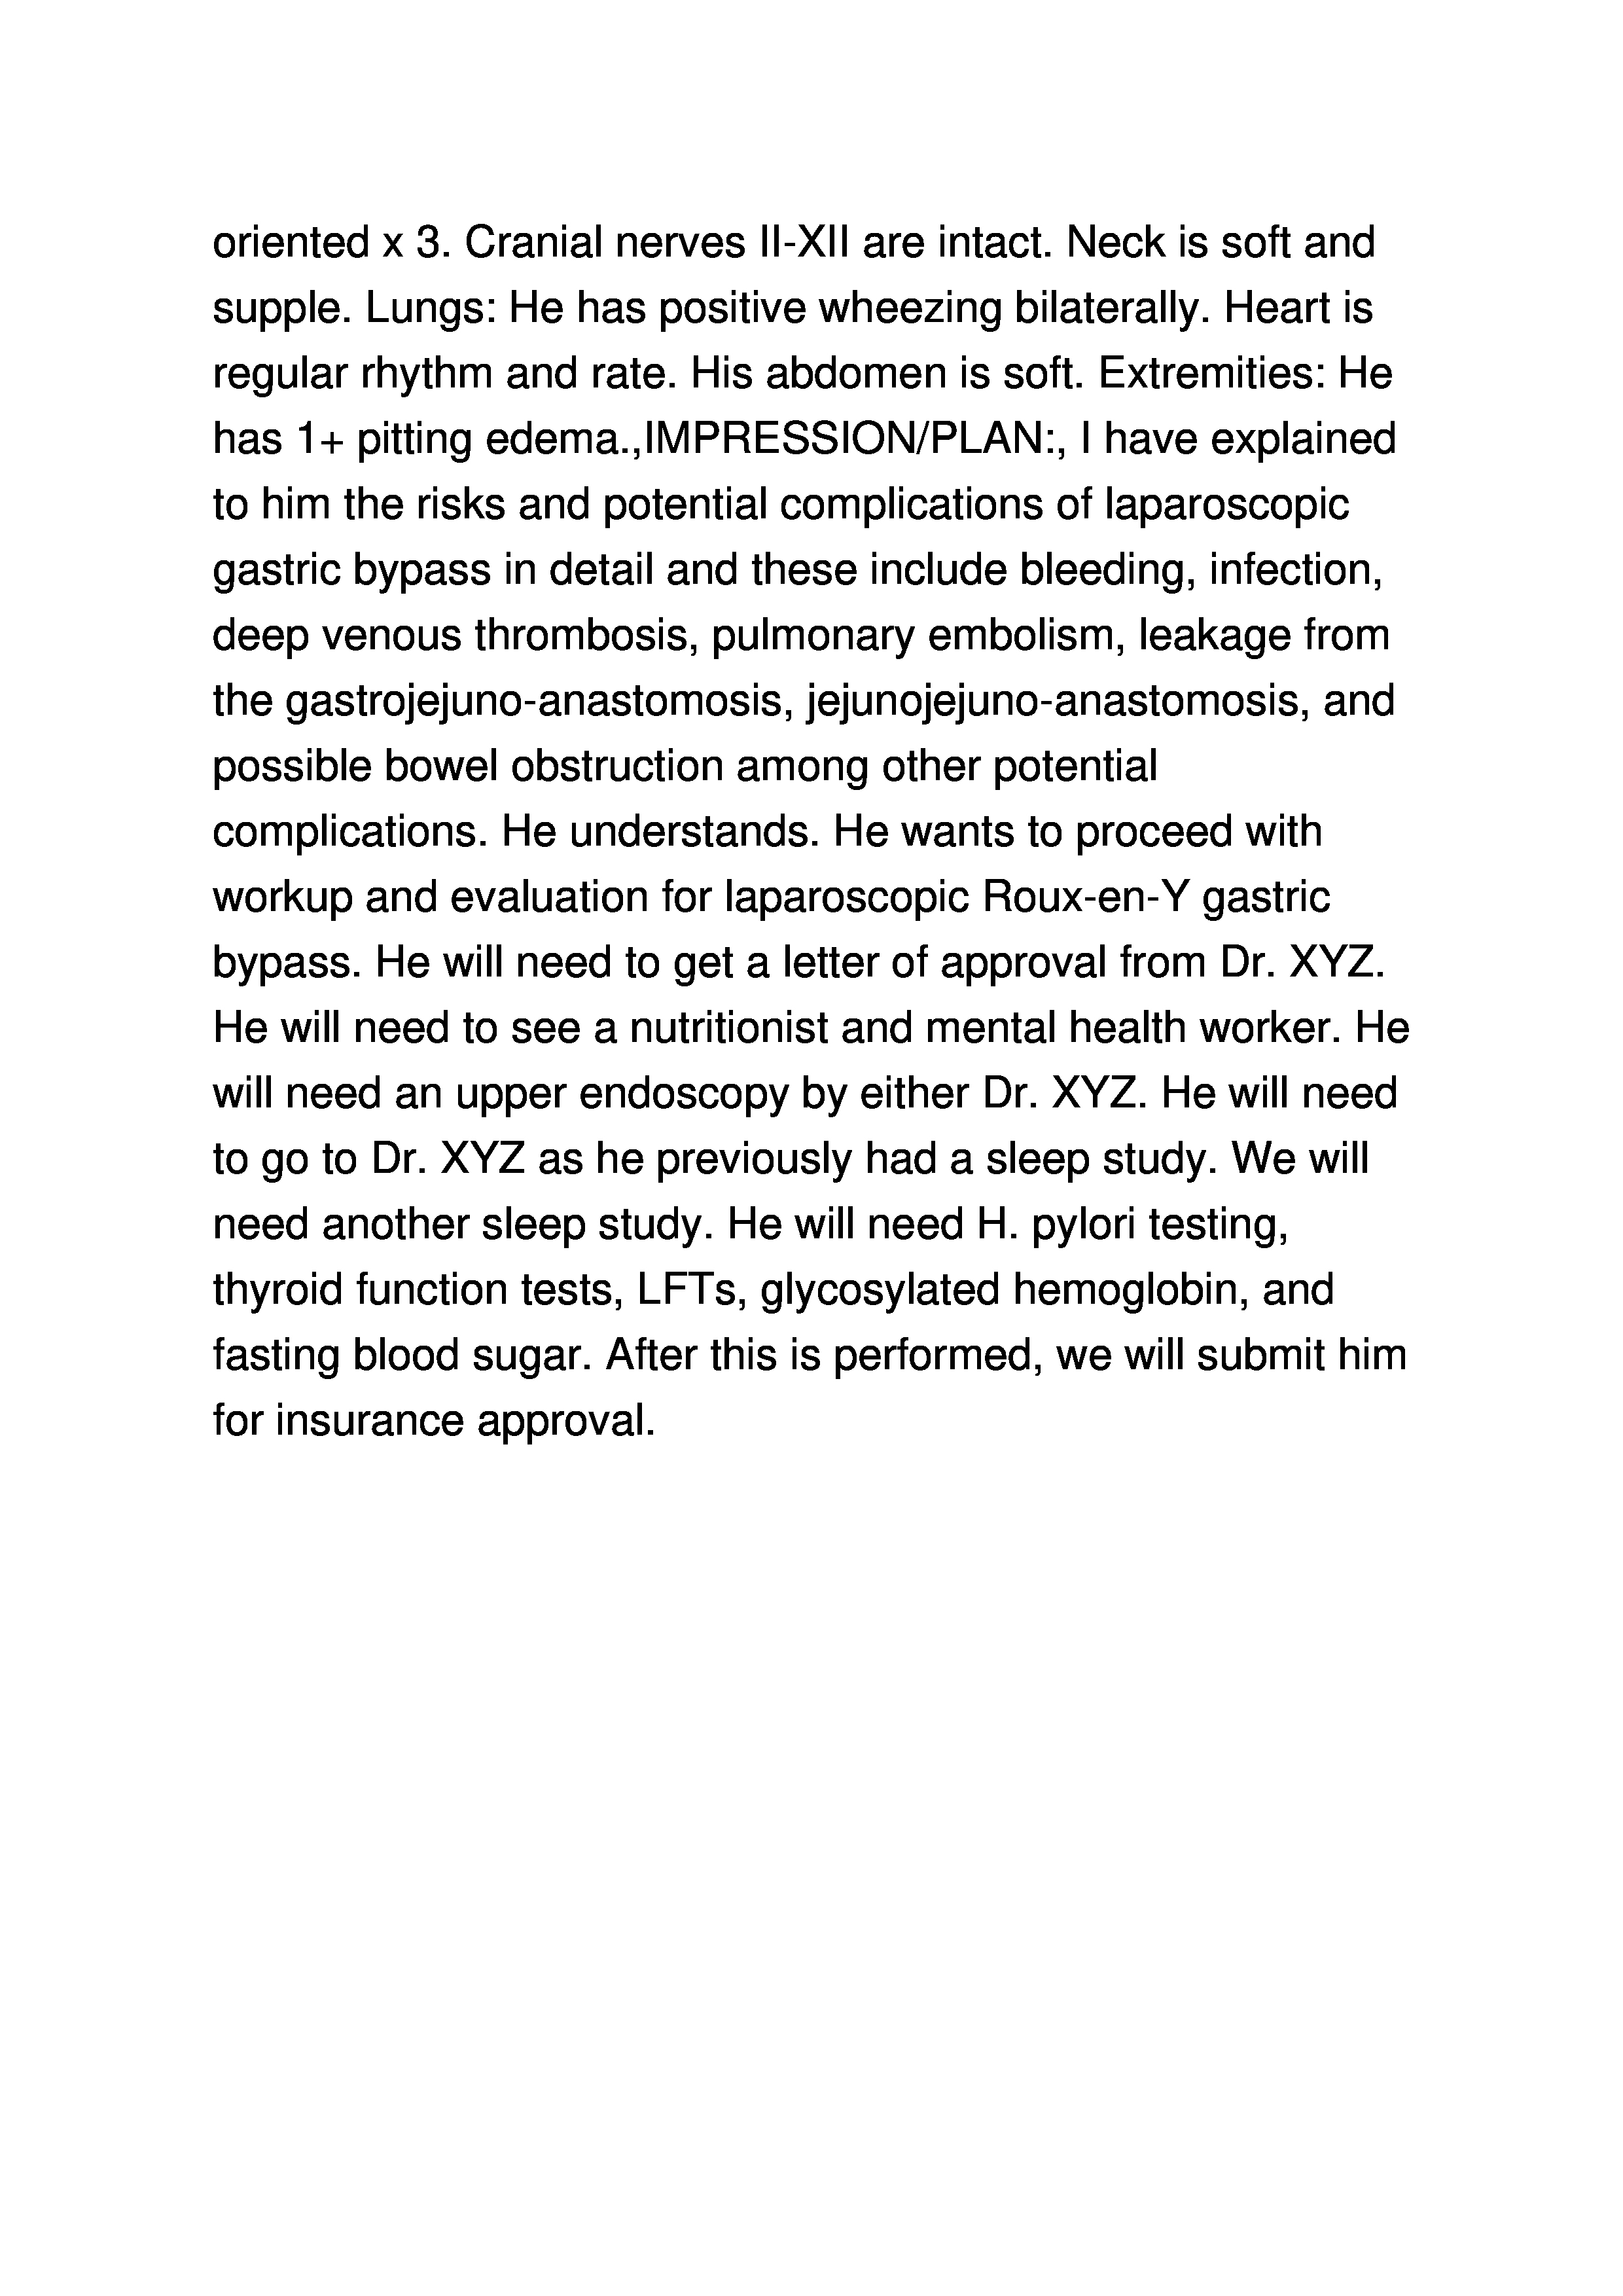 oriented x 3. Cranial nerves II-XII are intact. Neck is soft and
supple. Lungs: He has positive wheezing bilaterally. Heart is
regular rhythm and rate. His abdomen is soft. Extremities: He
has 1+ pitting edema.,IMPRESSION/PLAN:, I have explained
to him the risks and potential complications of laparoscopic
gastric bypass in detail and these include bleeding, infection,
deep venous thrombosis, pulmonary embolism, leakage from
the gastrojejuno-anastomosis, jejunojejuno-anastomosis, and
possible bowel obstruction among other potential
complications. He understands. He wants to proceed with
workup and evaluation for laparoscopic Roux-en-Y gastric
bypass. He will need to get a letter of approval from Dr. XYZ.
He will need to see a nutritionist and mental health worker. He
will need an upper endoscopy by either Dr. XYZ. He will need
to go to Dr. XYZ as he previously had a sleep study. We will
need another sleep study. He will need H. pylori testing,
thyroid function tests, LFTs, glycosylated hemoglobin, and
fasting blood sugar. After this is performed, we will submit him
for insurance approval.